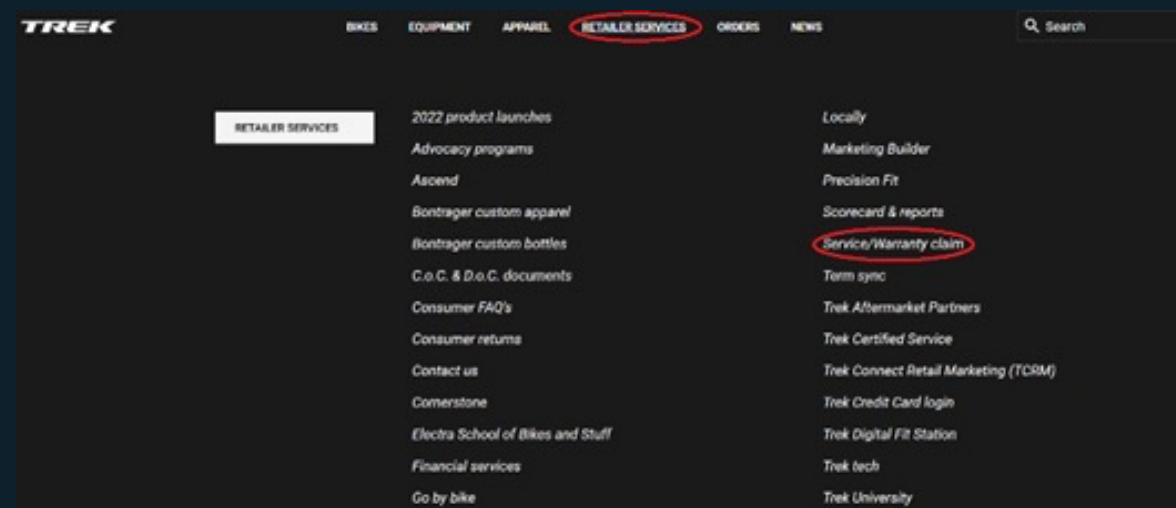 TREK
BIKES EQUIPMENT APPAREL RETAILER SERVICES ORDERS NEWS Search
RETAILER SERVICES
2022 product launches
Advocacy programs
Ascend
Bontrager custom apparel
Bontrager custom bottles
C.o.C. & D.o.C. documents
Consumer FAQ's
Consumer returns
Contact us
Cornerstone
Electra School of Bikes and Stuff
Financial services
Go by bike
Locally
Marketing Builder
Precision Fit
Scorecard & reports
Service/Warranty claim
Term sync
Trek Aftermarket Partners
Trek Certified Service
Trek Connect Retail Marketing (TCRM)
Trek Credit Card login
Trek Digital Fit Station
Trek tech
Trek University